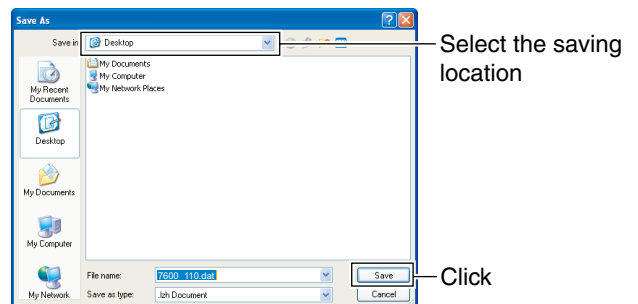 Save As
Save in
Desktop
Select the saving
location
My Recent
Documents
Desktop
My Documents
My Computer
My Network
My Documents
My Computer
My Network Places
File name:
7600_110.dat
Save
Click
Save as type:
.lzh Document
Cancel